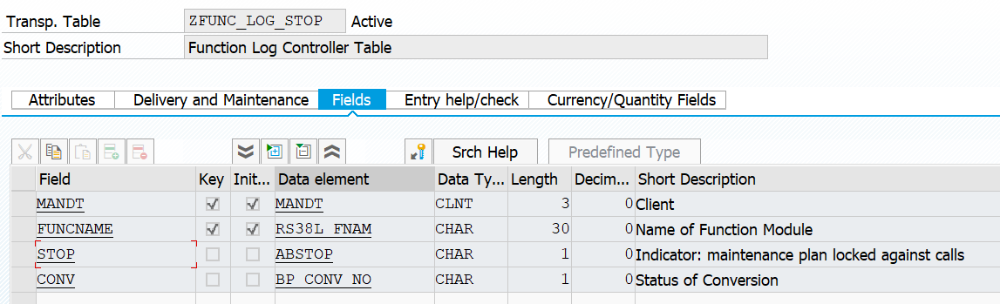 Transp. Table ZFUNC_LOG_STOP Active
Short Description Function Log Controller Table
Attributes Delivery and Maintenance Fields Entry help/check Currency/Quantity Fields
Srch Help Predefined Type
Field Key Init... Data element Data Ty... Length Decim... Short Description
MANDT MANDT CLNT 3 0 Client
FUNCNAME RS38L_FNAM CHAR 30 0 Name of Function Module
STOP ABSTOP CHAR 1 0 Indicator: maintenance plan locked against calls
CONV BP_CONV_NO CHAR 1 0 Status of Conversion